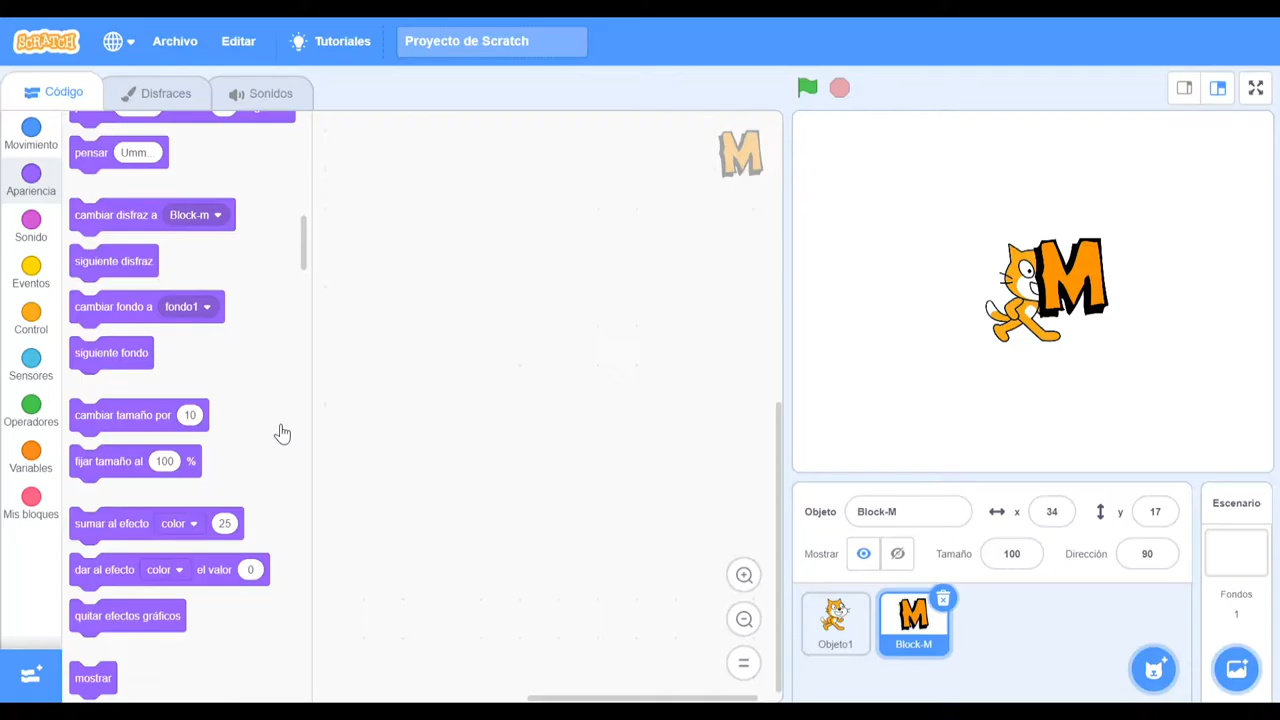 SCRATCH
Archivo
Editar
Tutoriales
Proyecto de Scratch
Código
Disfraces
Sonidos
Movimiento
Apariencia
Sonido
Eventos
Control
Sensores
Operadores
Variables
Mis bloques
pensar Umm...
cambiar disfraz a Block-m
siguiente disfraz
cambiar fondo a fondo1
siguiente fondo
cambiar tamaño por 10
fijar tamaño al 100 %
sumar al efecto color 25
dar al efecto color el valor 0
quitar efectos gráficos
mostrar
M
M
Objeto Block-M x 34 y 17
Mostrar Tamaño 100 Dirección 90
Objeto1
M
Block-M
Escenario
Fondos
1